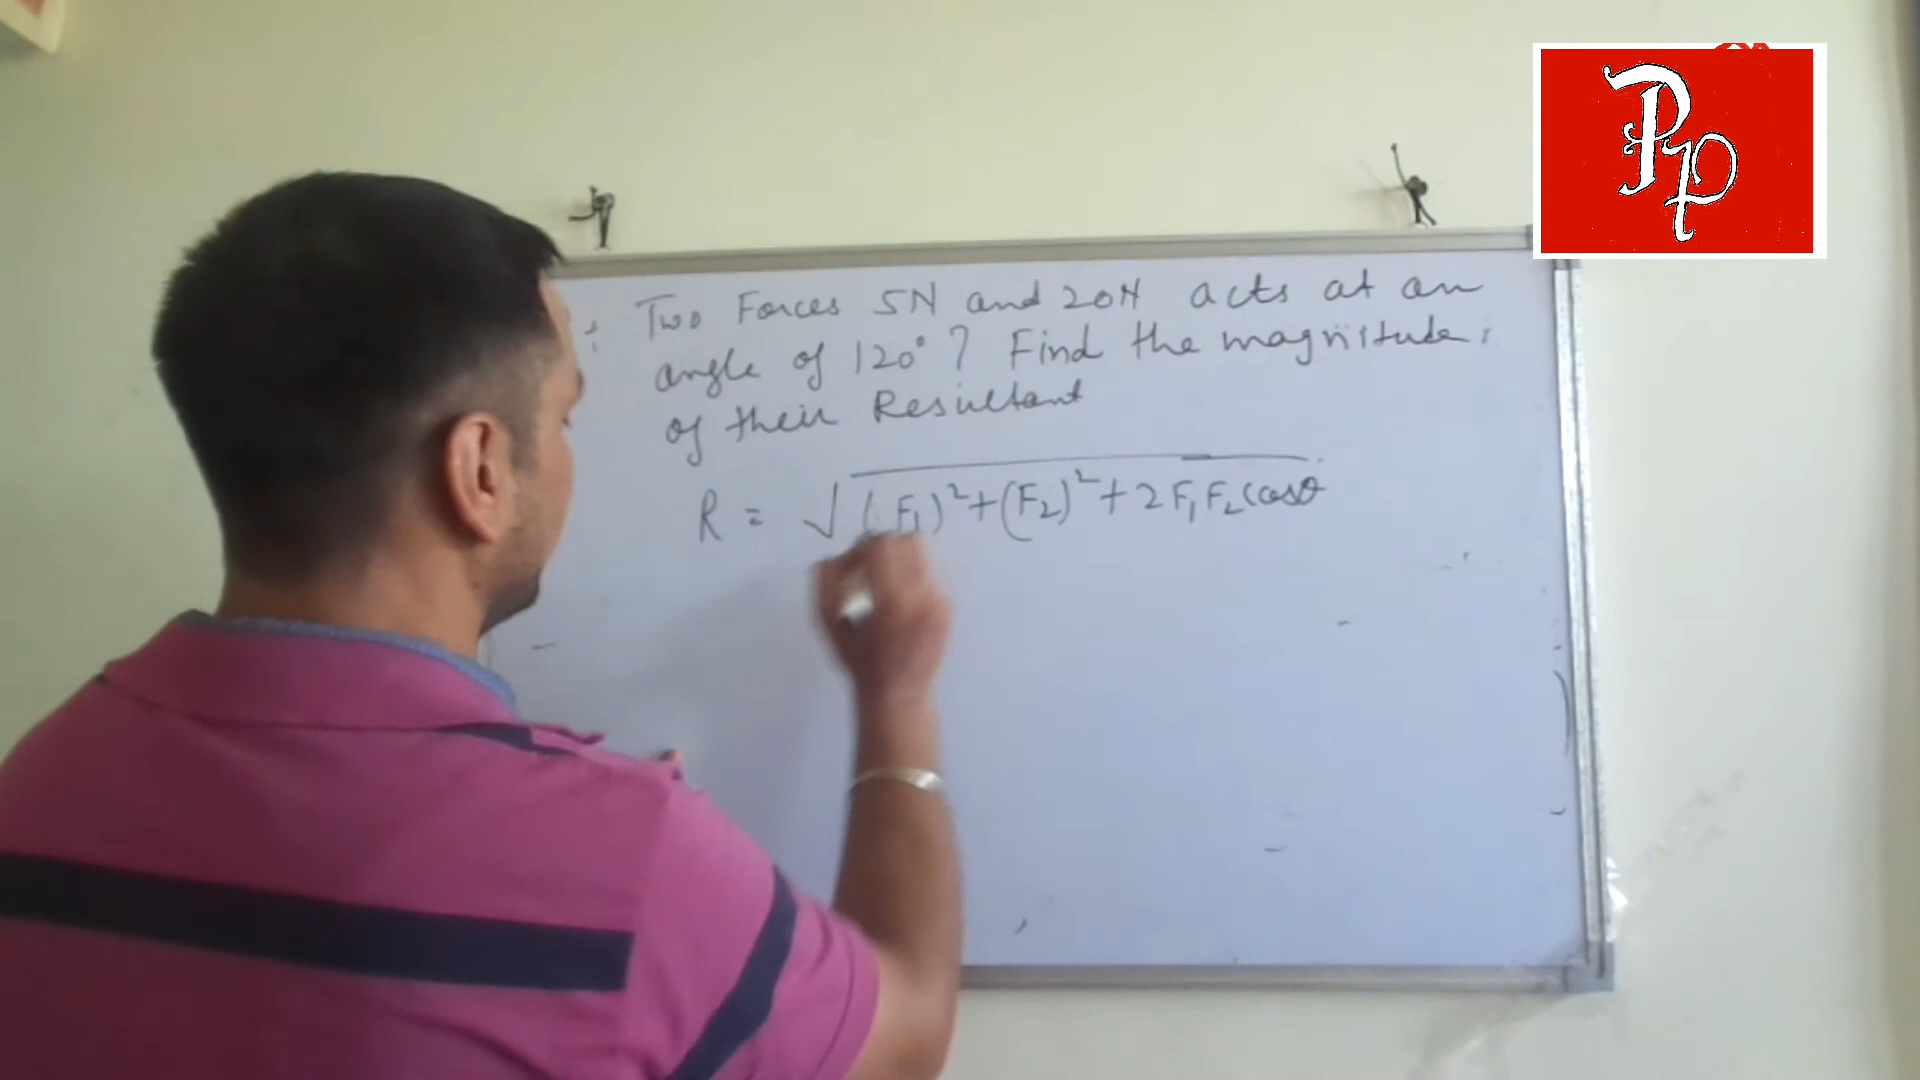 : Two Forces 5N and 20N acts at an
angle of 120° ? Find the magnitude
of their Resultant
R = √(F₁)²+(F₂)²+2F₁F₂cosθ
Pp